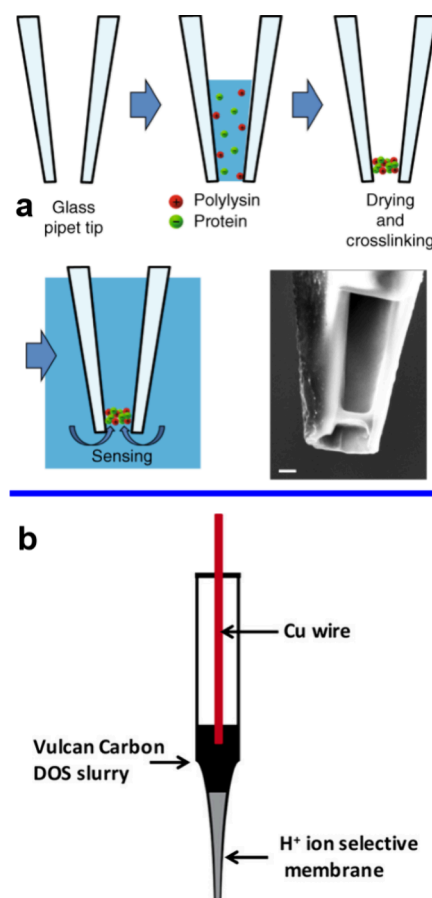 a
Glass
pipet tip
+ Polylysin
− Protein
Drying
and
crosslinking
Sensing
b
Cu wire
Vulcan Carbon
DOS slurry
H⁺ ion selective
membrane